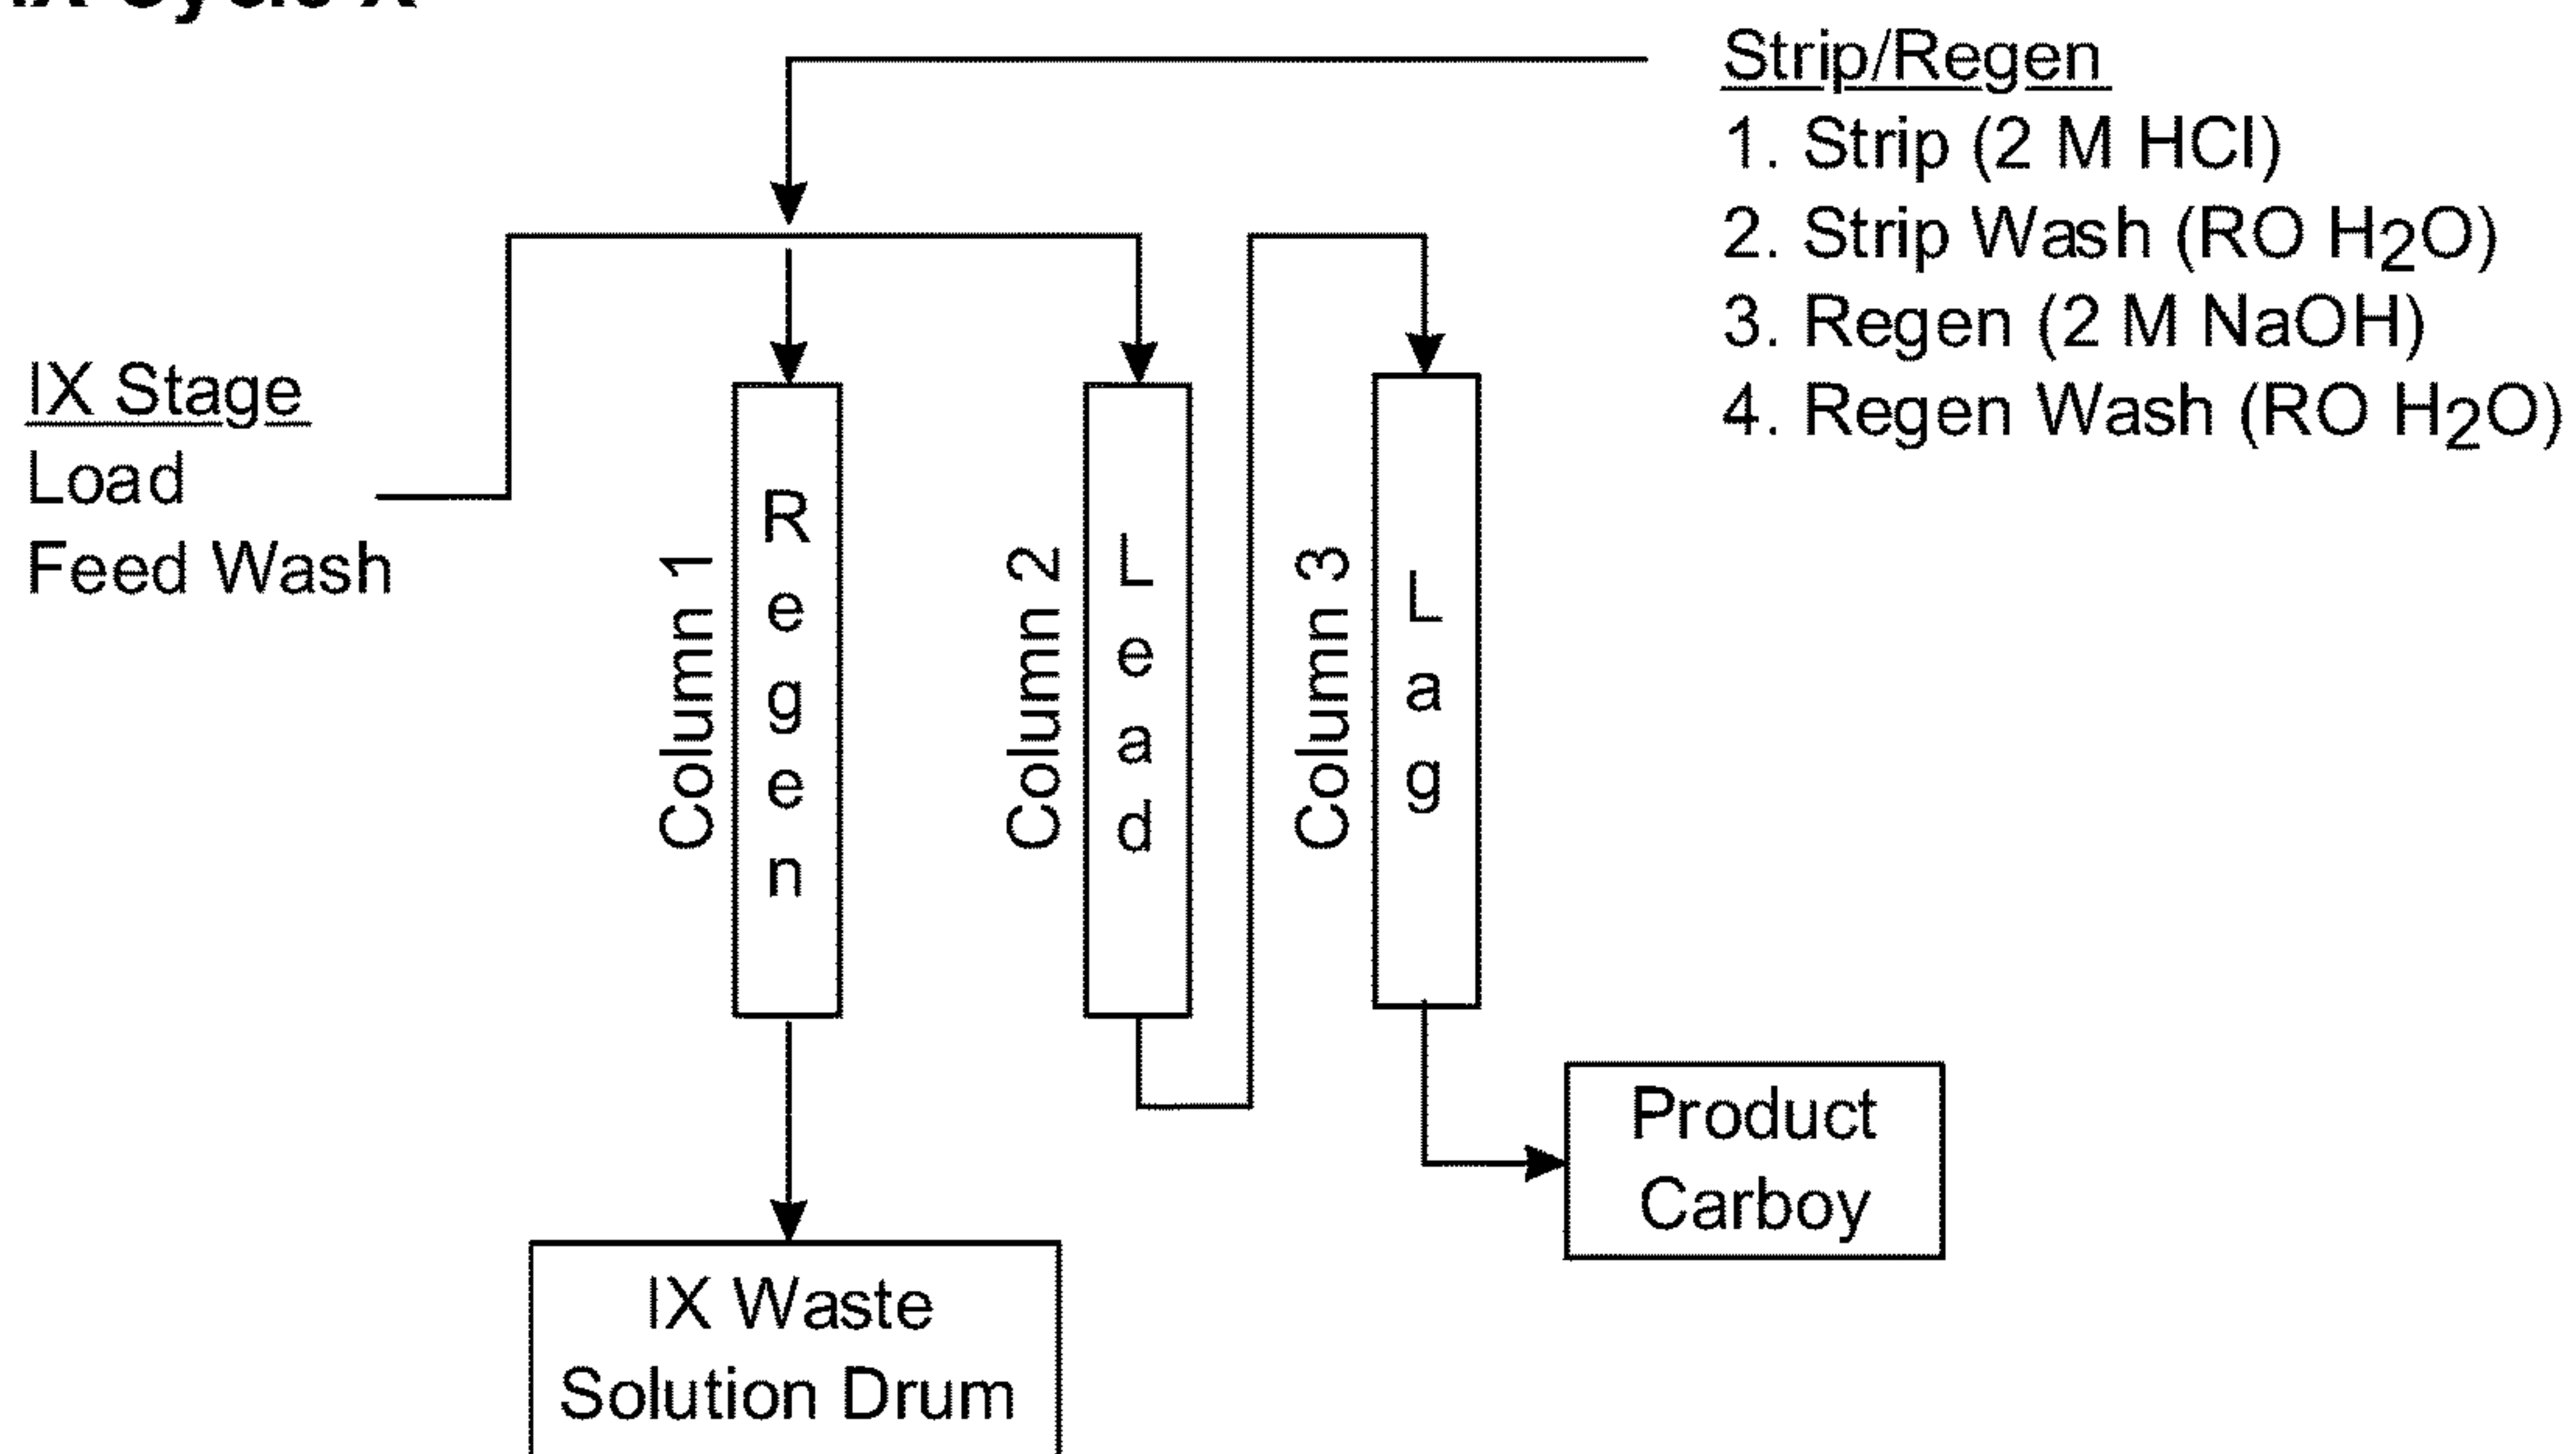 Strip/Regen
1. Strip (2 M HCl)
2. Strip Wash (RO H2O)
3. Regen (2 M NaOH)
4. Regen Wash (RO H2O)
IX Stage
Load
Feed Wash
Column 1
Regen
Column 2
Lead
Column 3
Lag
Product
Carboy
IX Waste
Solution Drum